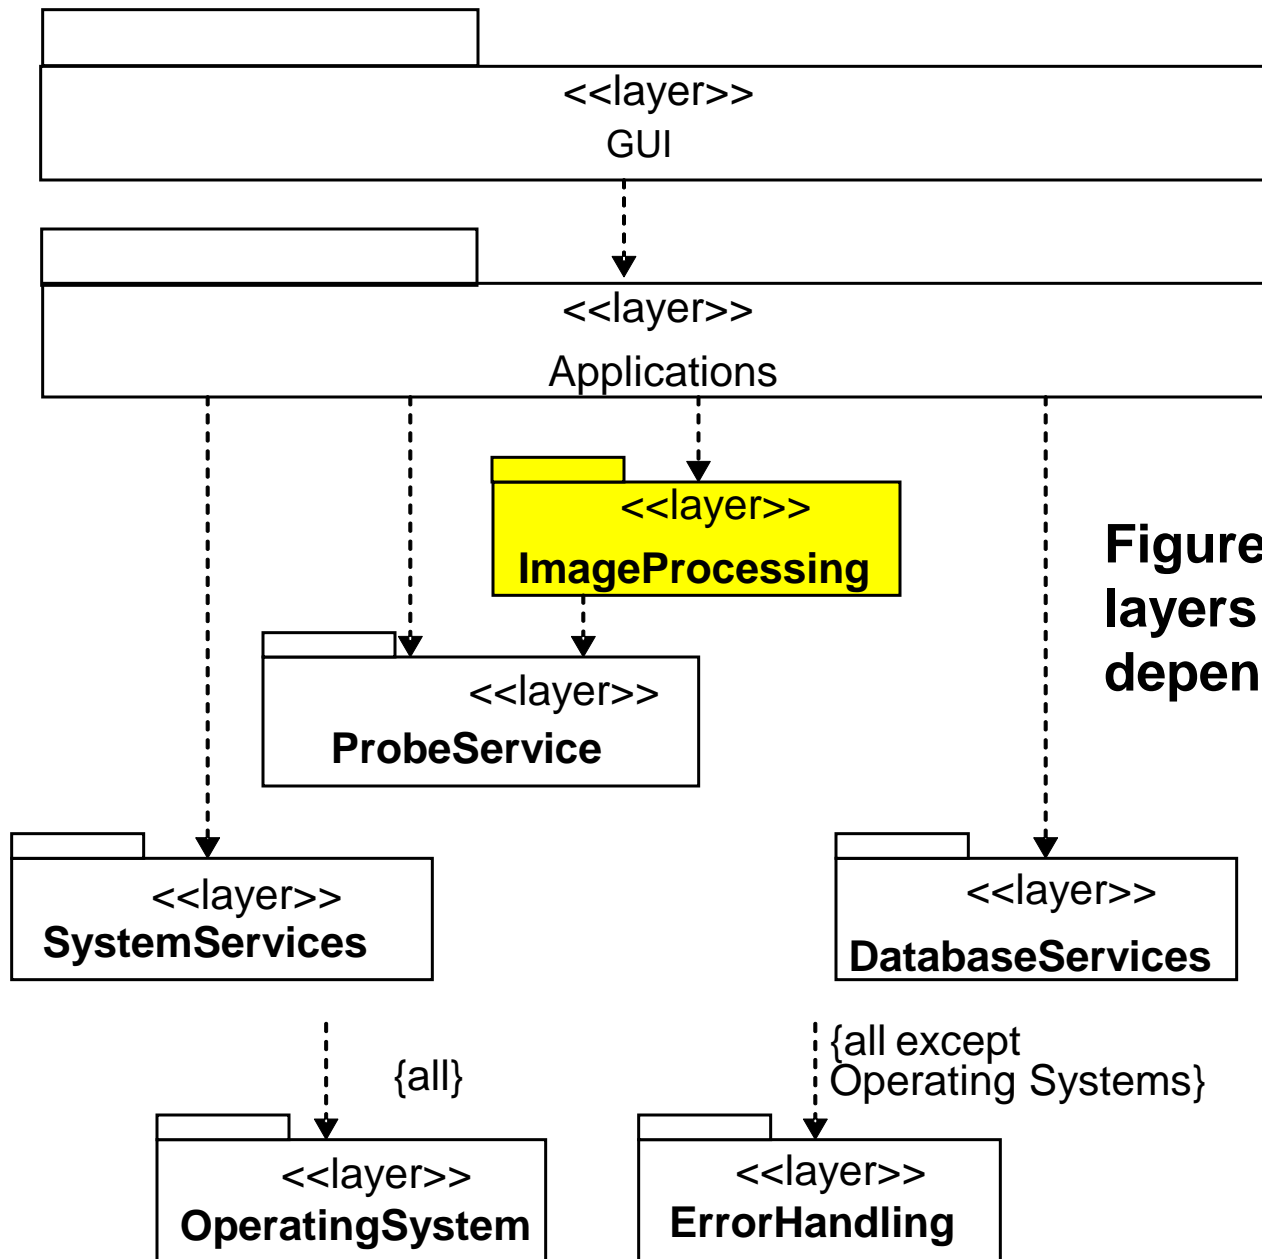 <<layer>>
GUI
<<layer>>
Applications
<<layer>>
ImageProcessing
Figure
layers
depen
<<layer>>
ProbeService
<<layer>>
SystemServices
<<layer>>
DatabaseServices
{all}
{all except
Operating Systems}
<<layer>>
OperatingSystem
<<layer>>
ErrorHandling